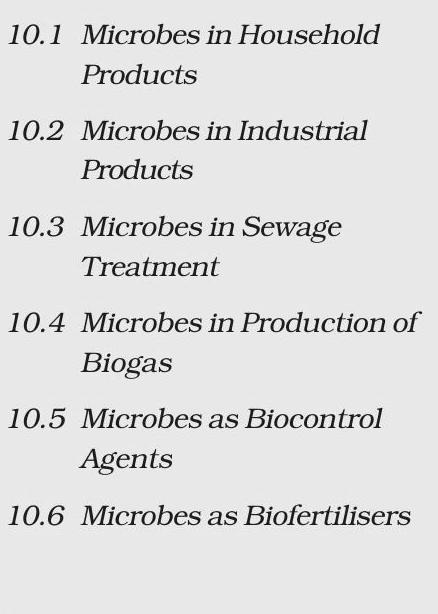 10.1 Microbes in Household
Products
10.2 Microbes in Industrial
Products
10.3 Microbes in Sewage
Treatment
10.4 Microbes in Production of
Biogas
10.5 Microbes as Biocontrol
Agents
10.6 Microbes as Biofertilisers